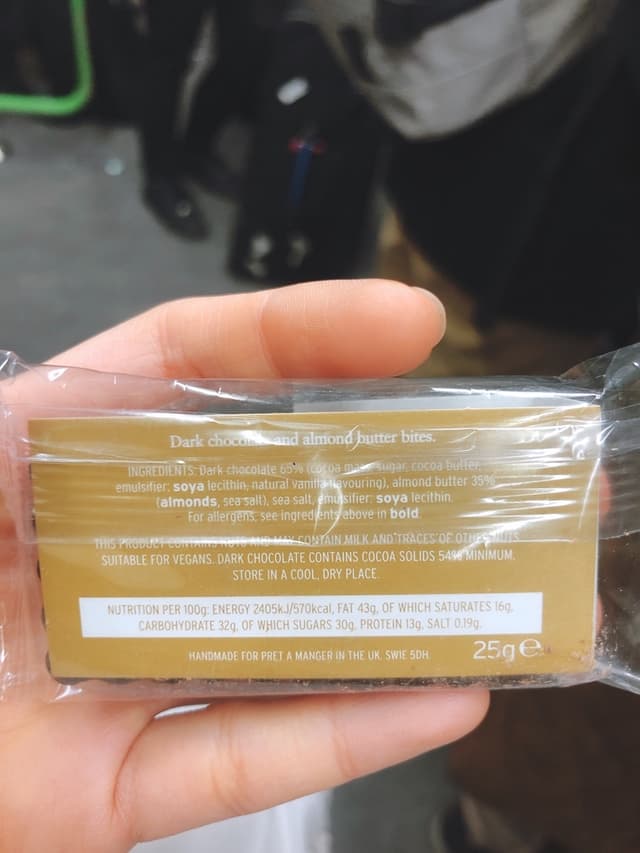 Dark chocolate and almond butter bites.
INGREDIENTS: Dark chocolate 65% (cocoa mass, sugar, cocoa butter,
emulsifier: soya lecithin, natural vanilla flavouring), almond butter 35%
(almonds, sea salt), sea salt, emulsifier: soya lecithin.
For allergens, see ingredients above in bold.
THIS PRODUCT CONTAINS NUTS AND MAY CONTAIN MILK AND TRACES OF OTHER NUTS.
SUITABLE FOR VEGANS. DARK CHOCOLATE CONTAINS COCOA SOLIDS 54% MINIMUM.
STORE IN A COOL, DRY PLACE.
NUTRITION PER 100g: ENERGY 2405kJ/570kcal, FAT 43g, OF WHICH SATURATES 16g,
CARBOHYDRATE 32g, OF WHICH SUGARS 30g, PROTEIN 13g, SALT 0.19g.
HANDMADE FOR PRET A MANGER IN THE UK. SW1E 5DH.
25g e